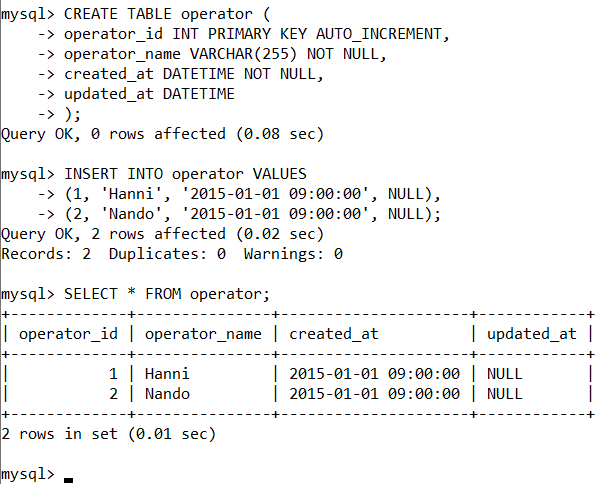 mysql> CREATE TABLE operator (
    -> operator_id INT PRIMARY KEY AUTO_INCREMENT,
    -> operator_name VARCHAR(255) NOT NULL,
    -> created_at DATETIME NOT NULL,
    -> updated_at DATETIME
    -> );
Query OK, 0 rows affected (0.08 sec)

mysql> INSERT INTO operator VALUES
    -> (1, 'Hanni', '2015-01-01 09:00:00', NULL),
    -> (2, 'Nando', '2015-01-01 09:00:00', NULL);
Query OK, 2 rows affected (0.02 sec)
Records: 2  Duplicates: 0  Warnings: 0

mysql> SELECT * FROM operator;
+-------------+---------------+---------------------+------------+
| operator_id | operator_name | created_at          | updated_at |
+-------------+---------------+---------------------+------------+
|           1 | Hanni         | 2015-01-01 09:00:00 | NULL       |
|           2 | Nando         | 2015-01-01 09:00:00 | NULL       |
+-------------+---------------+---------------------+------------+
2 rows in set (0.01 sec)

mysql>